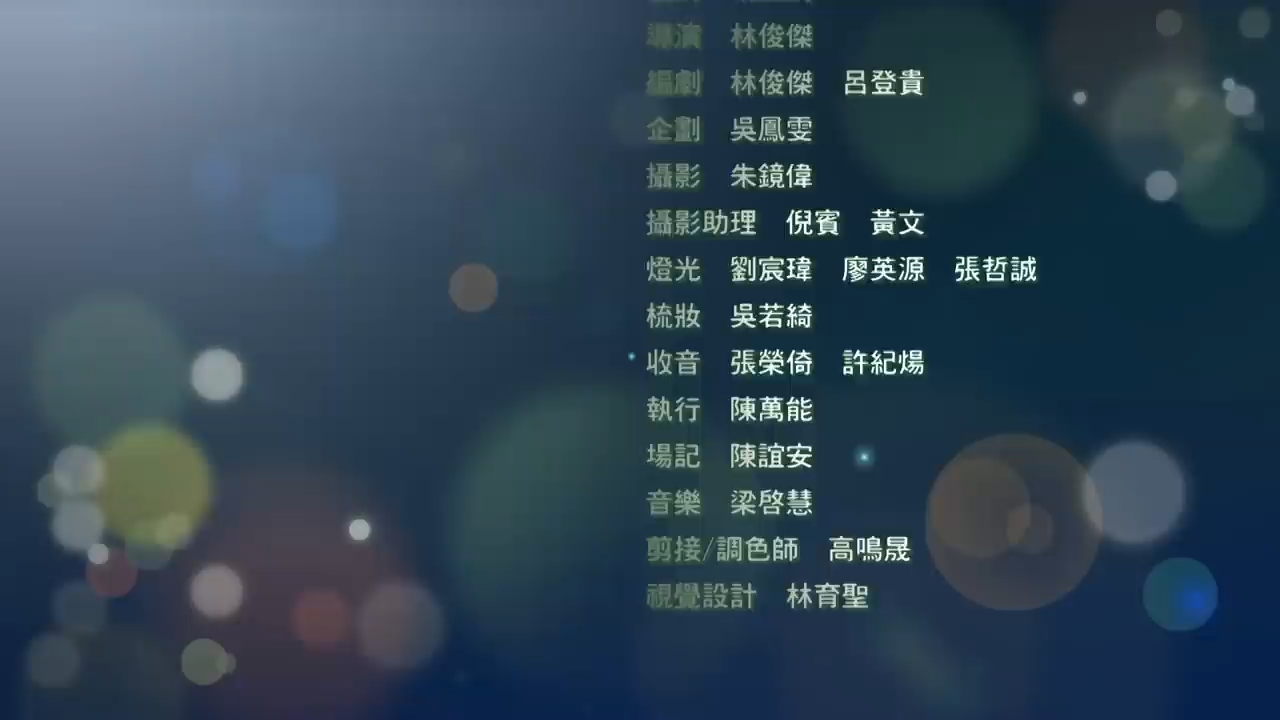 導演 林俊傑
編劇 林俊傑 呂登貴
企劃 吳鳳雯
攝影 朱鏡偉
攝影助理 倪賓 黃文
燈光 劉宸瑋 廖英源 張哲誠
梳妝 吳若綺
收音 張榮倚 許紀煬
執行 陳萬能
場記 陳誼安
音樂 梁啓慧
剪接/調色師 高鳴晟
視覺設計 林育聖